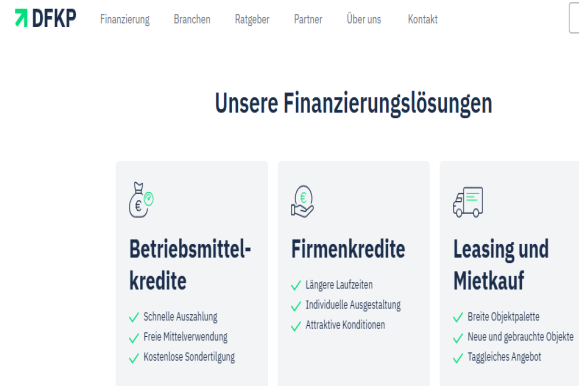 DFKP Finanzierung Branchen Ratgeber Partner Über uns Kontakt
Unsere Finanzierungslösungen
Betriebsmittel-
kredite
Schnelle Auszahlung
Freie Mittelverwendung
Kostenlose Sondertilgung
Firmenkredite
Längere Laufzeiten
Individuelle Ausgestaltung
Attraktive Konditionen
Leasing und
Mietkauf
Breite Objektpalette
Neue und gebrauchte Objekte
Taggleiches Angebot